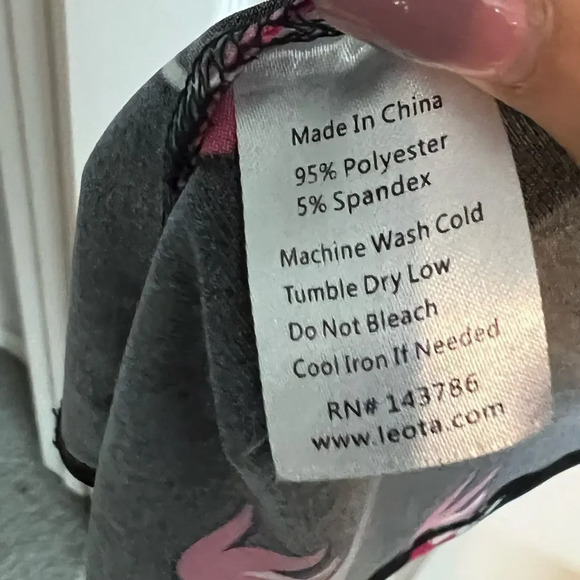 Made In China
95% Polyester
5% Spandex
Machine Wash Cold
Tumble Dry Low
Do Not Bleach
Cool Iron If Needed
RN# 143786
www.leota.com